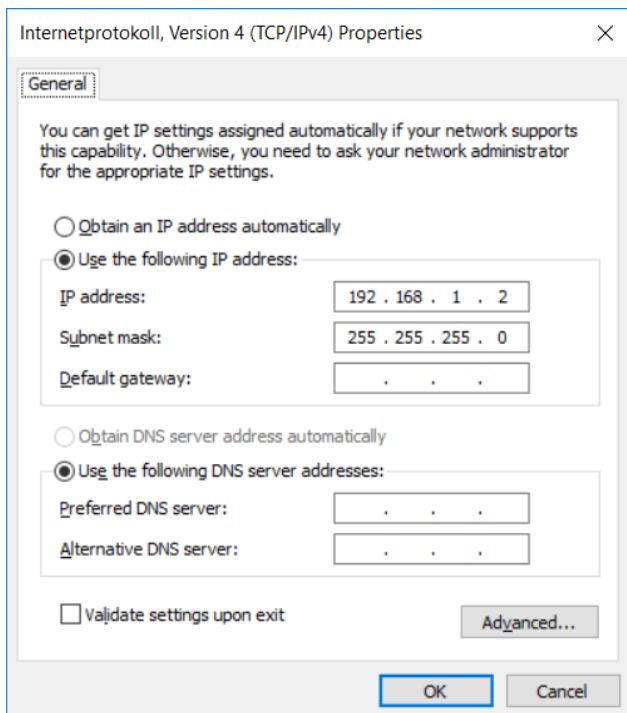 Internetprotokoll, Version 4 (TCP/IPv4) Properties
General
You can get IP settings assigned automatically if your network supports
this capability. Otherwise, you need to ask your network administrator
for the appropriate IP settings.
Obtain an IP address automatically
Use the following IP address:
IP address: 192 . 168 . 1 . 2
Subnet mask: 255 . 255 . 255 . 0
Default gateway: . . .
Obtain DNS server address automatically
Use the following DNS server addresses:
Preferred DNS server: . . .
Alternative DNS server: . . .
Validate settings upon exit
Advanced...
OK Cancel